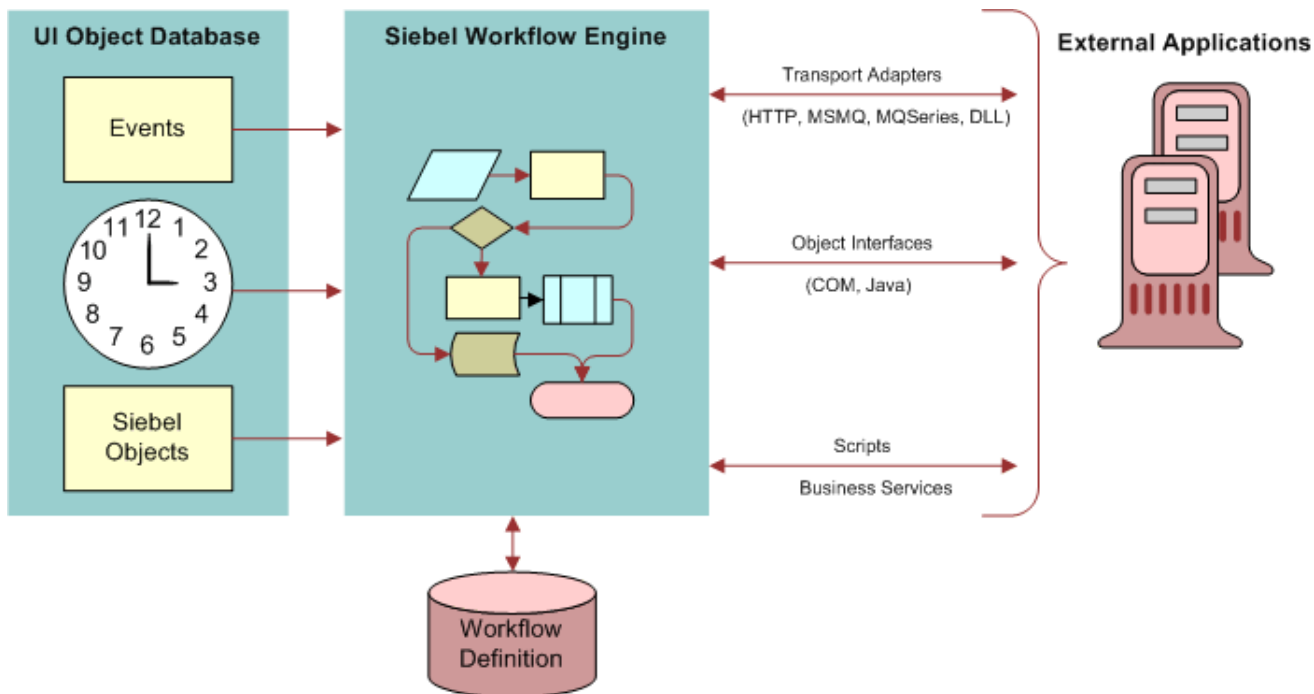 UI Object Database
Events
12
11
1
10
2
9
3
8
4
7
5
6
Siebel
Objects
Siebel Workflow Engine
Workflow
Definition
Transport Adapters
(HTTP, MSMQ, MQSeries, DLL)
Object Interfaces
(COM, Java)
Scripts
Business Services
External Applications